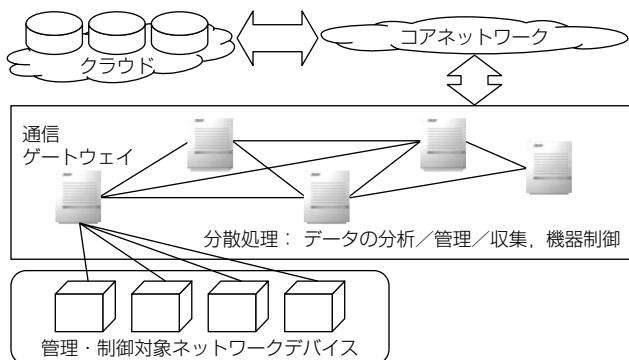 クラウド
コアネットワーク
通信
ゲートウェイ
分散処理: データの分析/管理/収集, 機器制御
管理・制御対象ネットワークデバイス